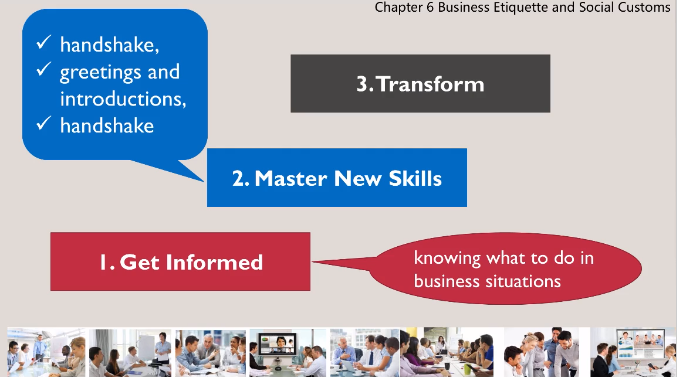 Chapter 6 Business Etiquette and Social Customs
✓ handshake,
✓ greetings and
introductions,
✓ handshake
3. Transform
2. Master New Skills
1. Get Informed
knowing what to do in
business situations